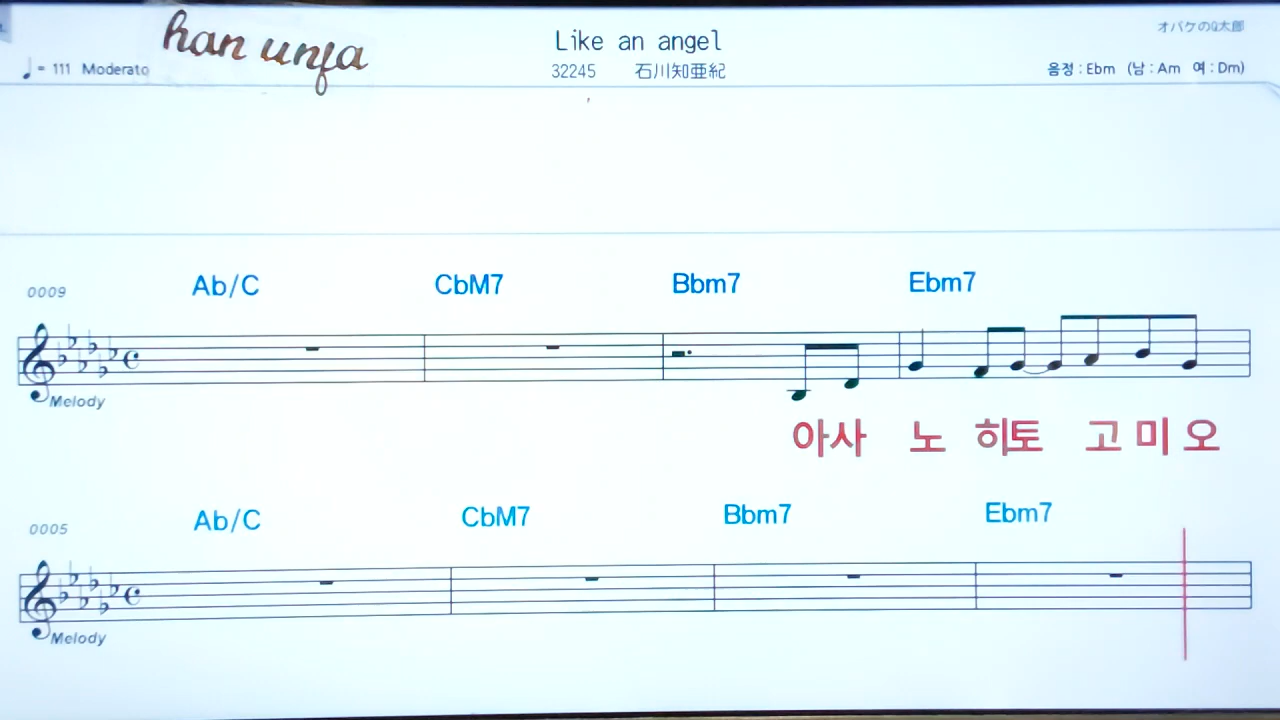 han unfa
Like an angel
オバケのQ太郎
♩= 111 Moderato
32245 石川知亜紀
음정 : Ebm (남 : Am 여 : Dm)
0009 Ab/C CbM7 Bbm7 Ebm7
Melody
아사 노 히토 고 미 오
0005 Ab/C CbM7 Bbm7 Ebm7
Melody